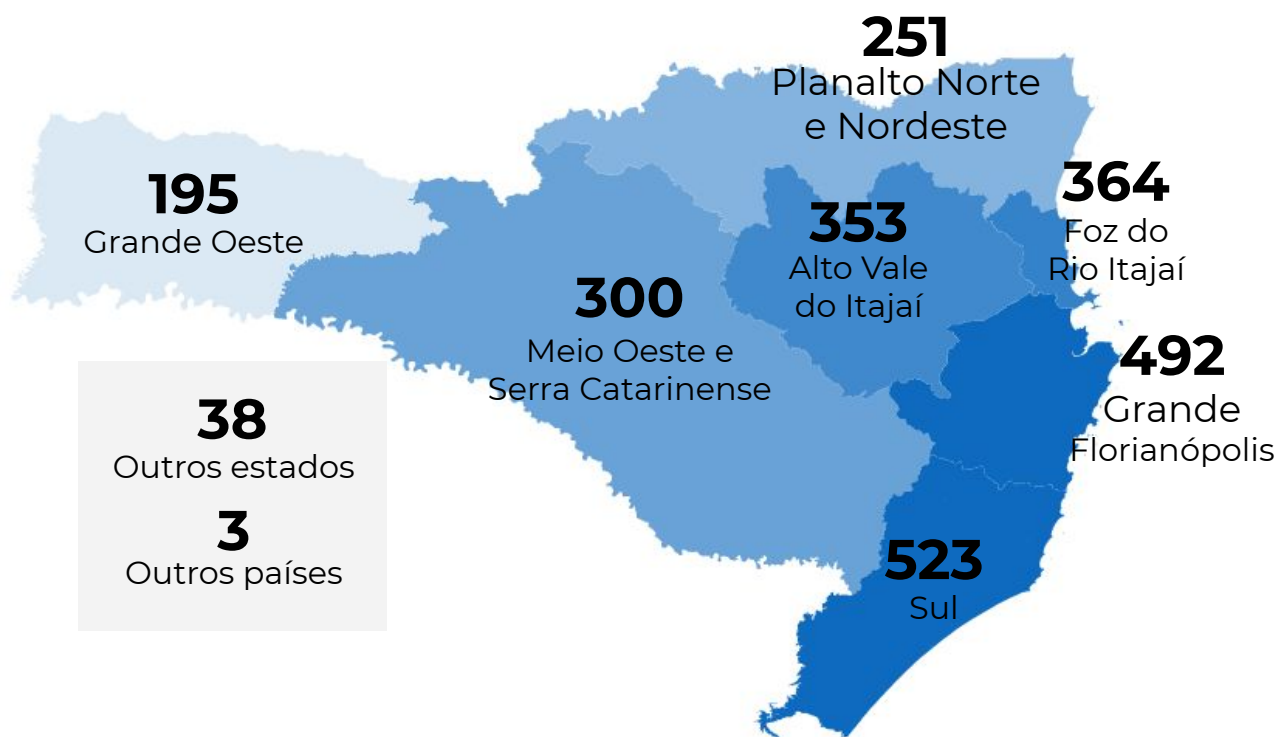 251
Planalto Norte
e Nordeste
195
Grande Oeste
364
Foz do
Rio Itajaí
353
Alto Vale
do Itajaí
300
Meio Oeste e
Serra Catarinense
492
Grande
Florianópolis
38
Outros estados
3
Outros países
523
Sul